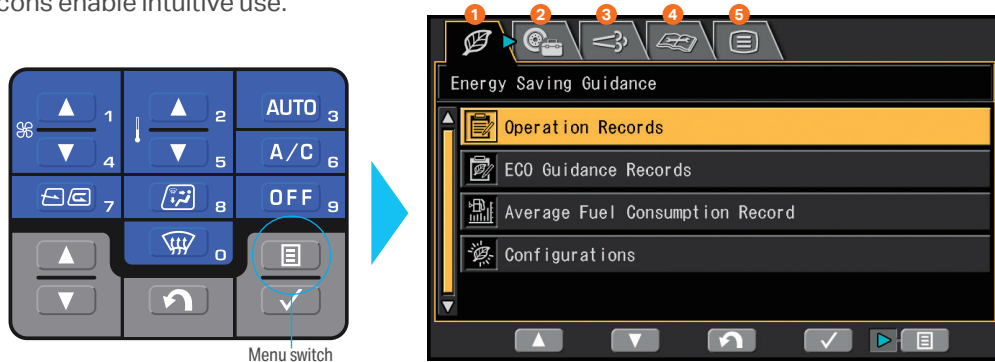 cons enable intuitive use.
1 2 AUTO 3
4 5 A/C 6
7 8 OFF 9
0
Menu switch
1 2 3 4 5
Energy Saving Guidance
Operation Records
ECO Guidance Records
Average Fuel Consumption Record
Configurations